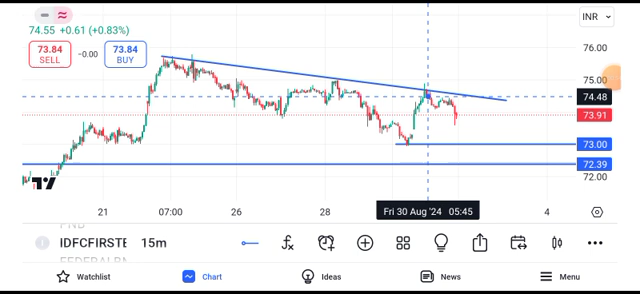 INR
74.55 +0.61 (+0.83%)
73.84
SELL
-0.00
73.84
BUY
76.00
75.00
74.48
73.91
73.00
72.39
72.00
21
07:00
26
28
Fri 30 Aug '24 05:45
4
IDFCFIRSTE
15m
FEDERALBN
Watchlist
Chart
Ideas
News
Menu